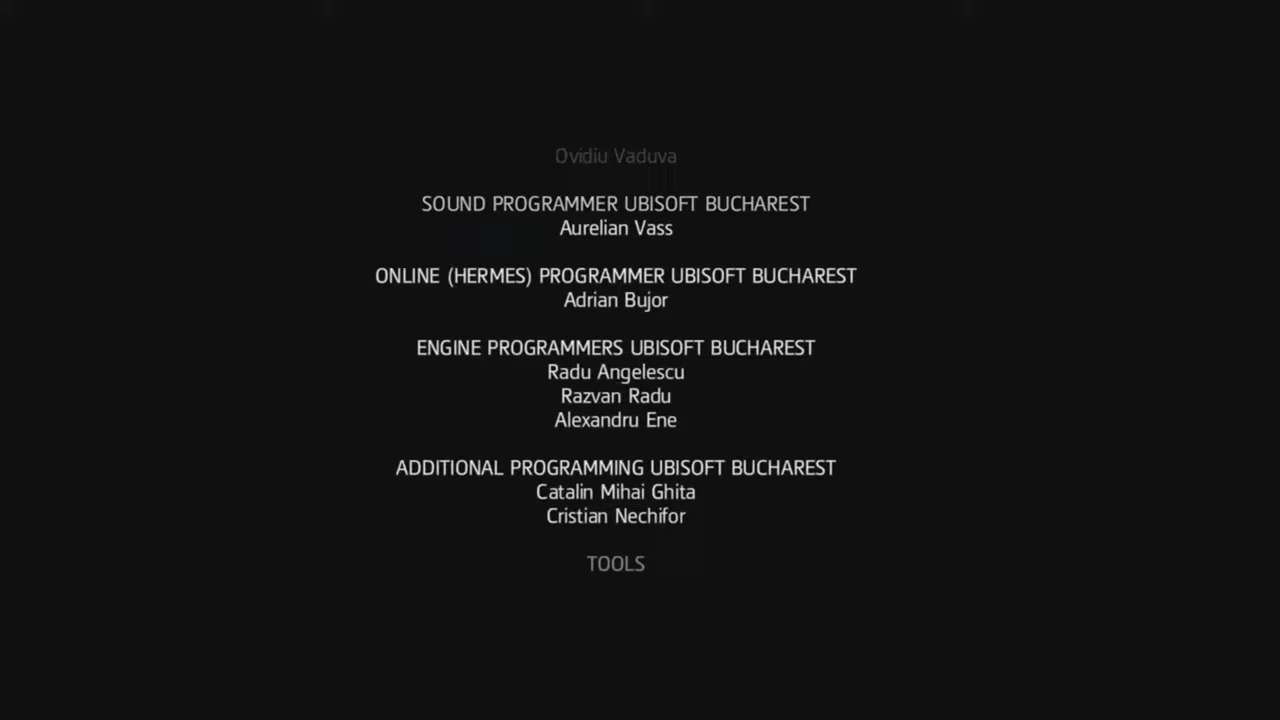 Ovidiu Vaduva
SOUND PROGRAMMER UBISOFT BUCHAREST
Aurelian Vass
ONLINE (HERMES) PROGRAMMER UBISOFT BUCHAREST
Adrian Bujor
ENGINE PROGRAMMERS UBISOFT BUCHAREST
Radu Angelescu
Razvan Radu
Alexandru Ene
ADDITIONAL PROGRAMMING UBISOFT BUCHAREST
Catalin Mihai Ghita
Cristian Nechifor
TOOLS